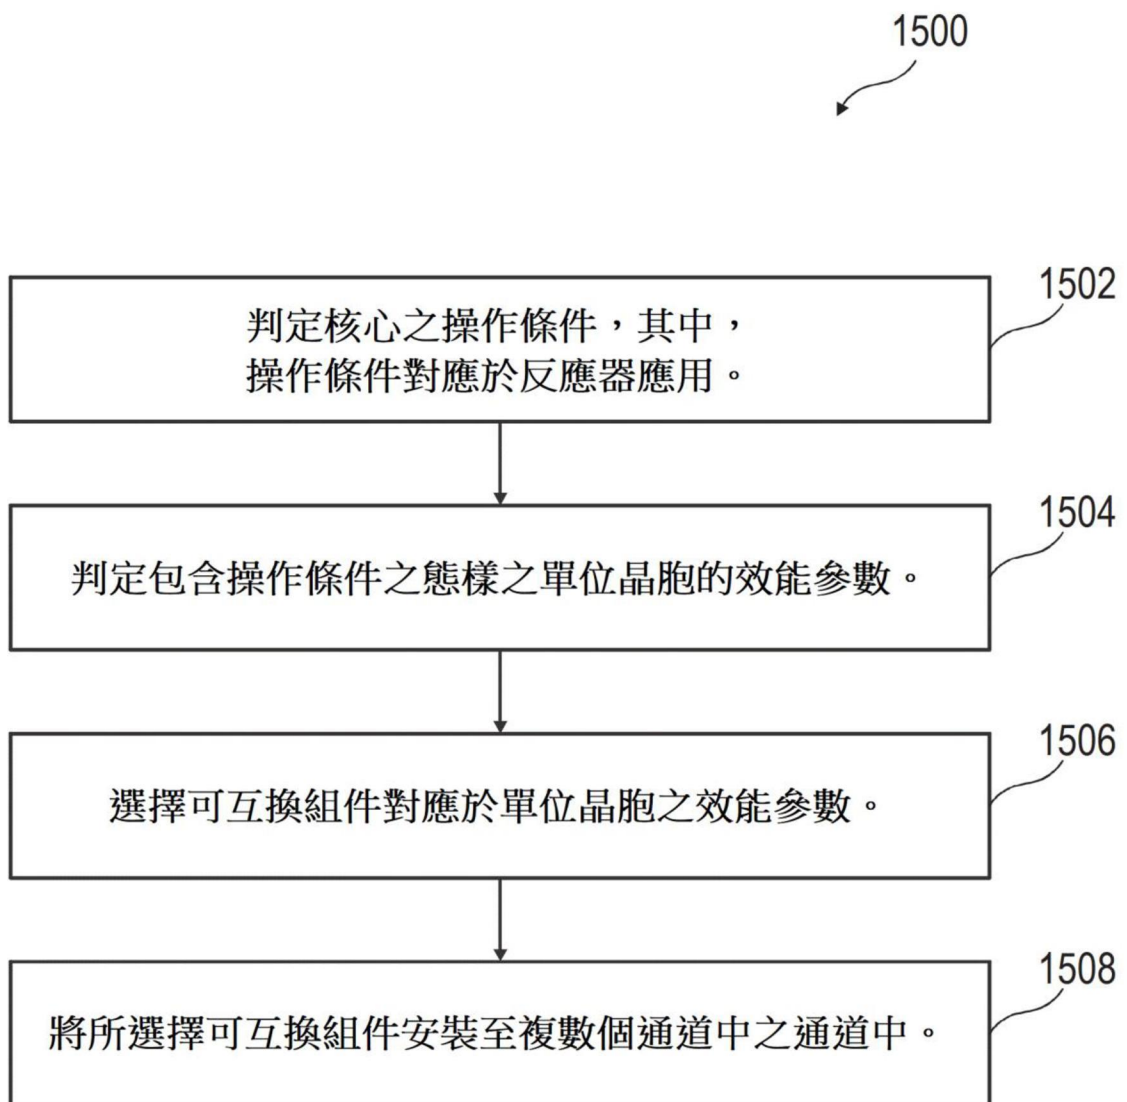 1500
1502
判定核心之操作條件，其中，
操作條件對應於反應器應用。
1504
判定包含操作條件之態樣之單位晶胞的效能參數。
1506
選擇可互換組件對應於單位晶胞之效能參數。
1508
將所選擇可互換組件安裝至複數個通道中之通道中。